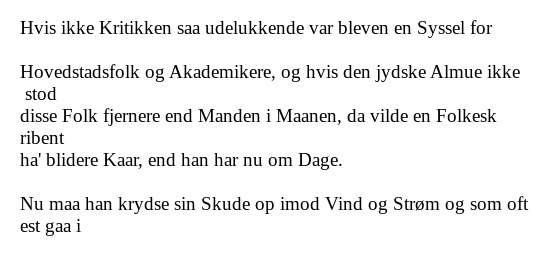 Hvis ikke Kritikken saa udelukkende var bleven en Syssel for
Hovedstadsfolk og Akademikere, og hvis den jydske Almue ikke
stod
disse Folk fjernere end Manden i Maanen, da vilde en Folkesk
ribent
ha' blidere Kaar, end han har nu om Dage.
Nu maa han krydse sin Skude op imod Vind og Strøm og som oft
est gaa i